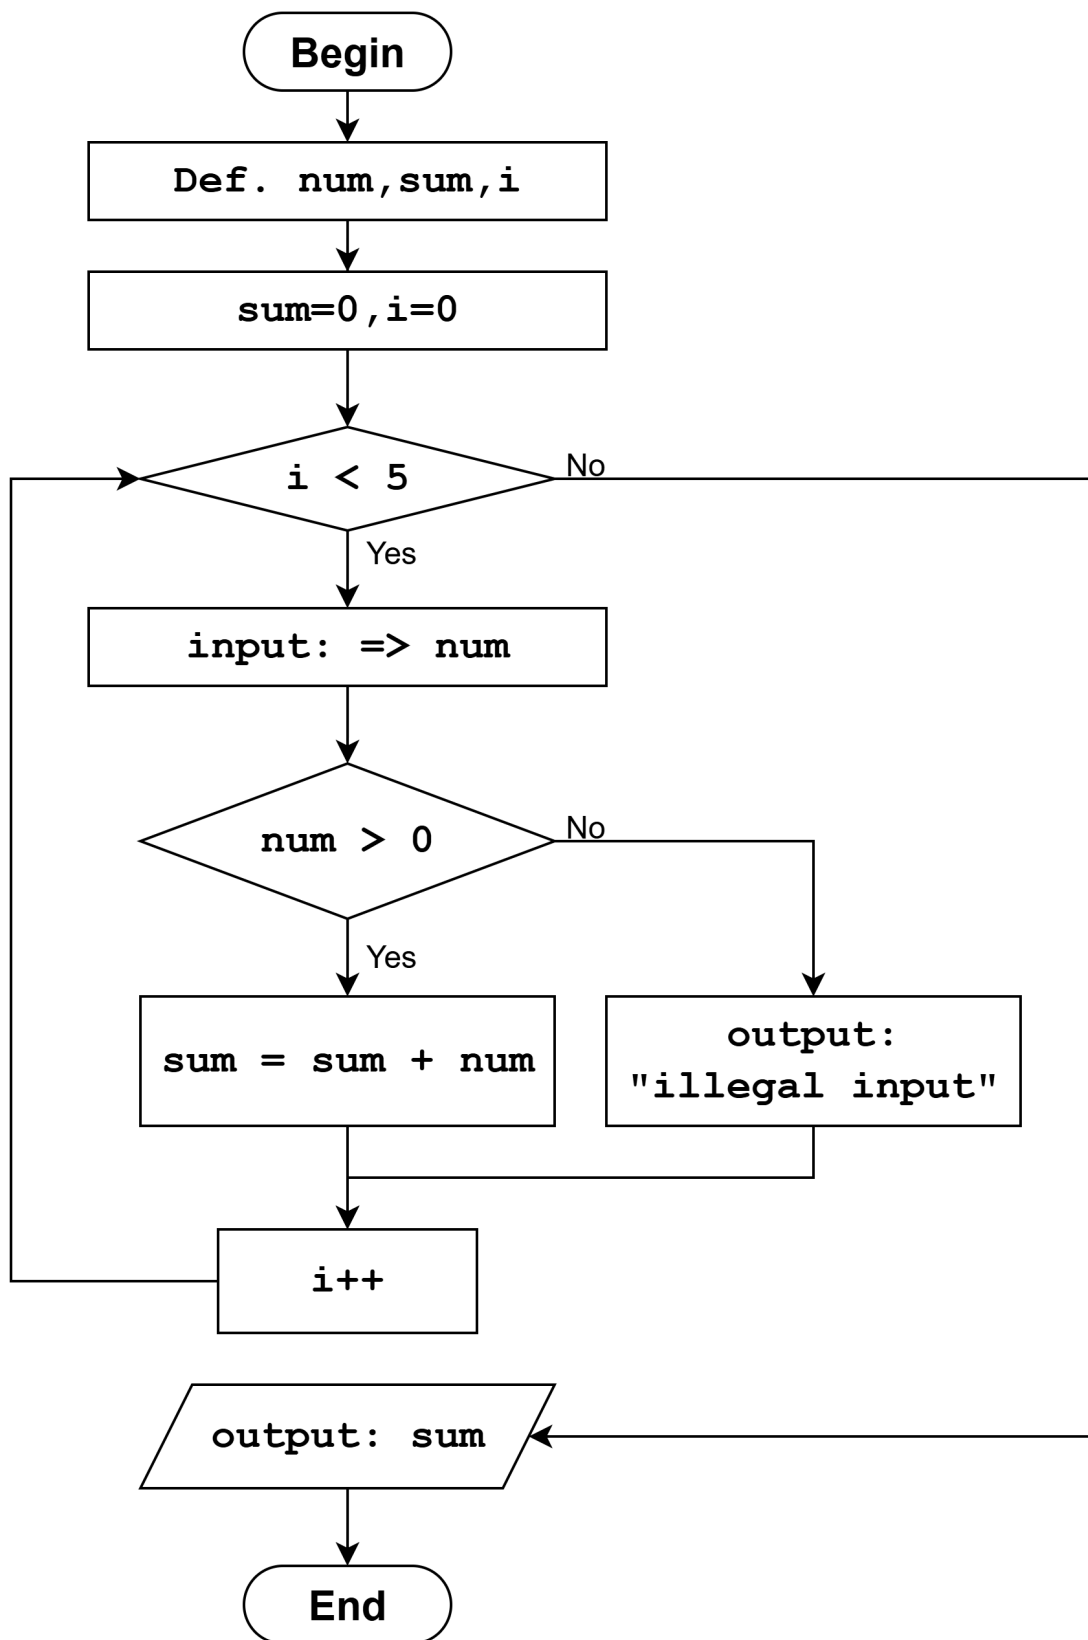 Begin
Def. num,sum,i
sum=0,i=0
i < 5
No
Yes
input: => num
num > 0
No
Yes
sum = sum + num
output:
"illegal input"
i++
output: sum
End